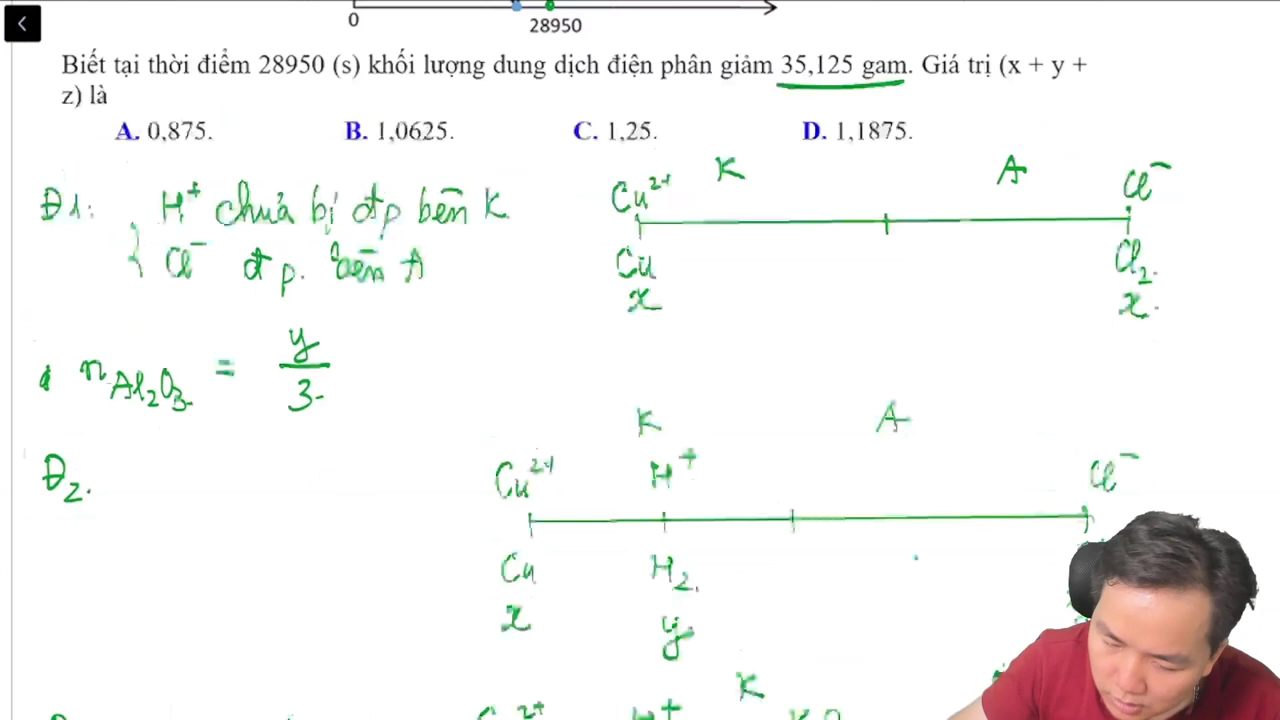 0
28950
Biết tại thời điểm 28950 (s) khối lượng dung dịch điện phân giảm 35,125 gam. Giá trị (x + y +
z) là
A. 0,875. B. 1,0625. C. 1,25. D. 1,1875.
K A
Cu²⁺ Cl⁻
Đ1: H⁺ chưa bị đp bên K
Cl⁻ đp. bên A
Cu Cl₂.
x x.
n Al₂O₃ = y/3
K A
Đ2. Cu²⁺ H⁺ Cl⁻
Cu H₂
x y
K
Cu²⁺ H⁺